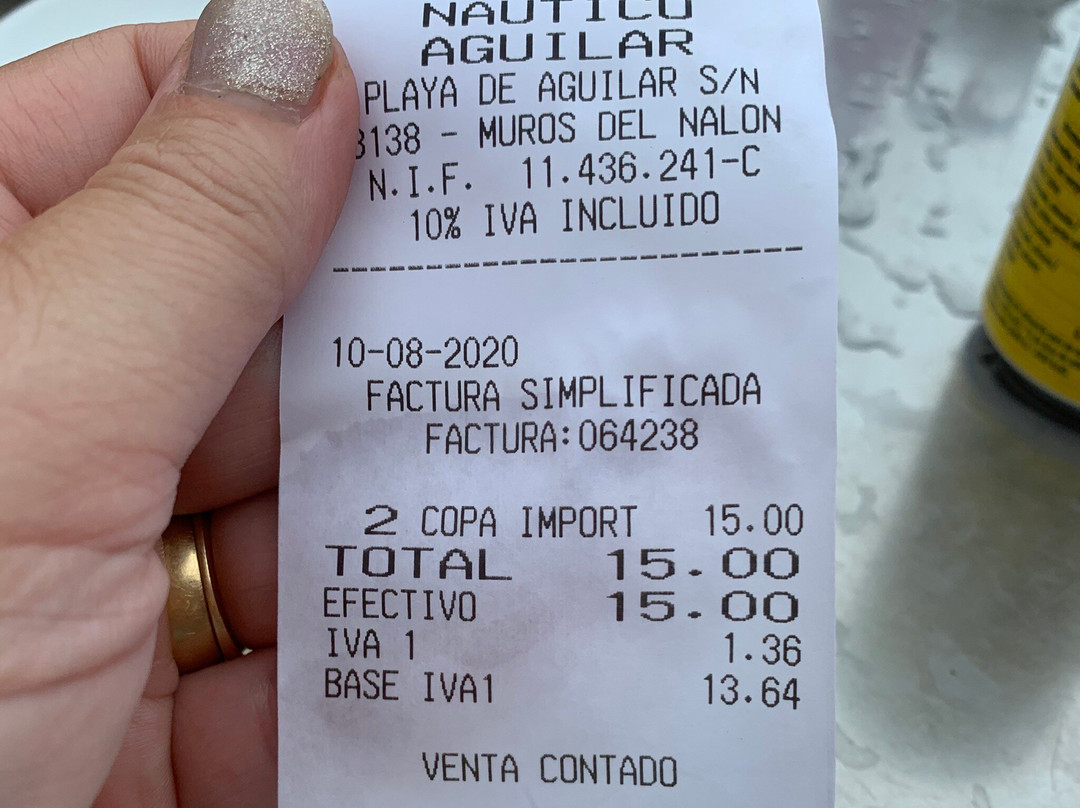 NAUTICO
AGUILAR
PLAYA DE AGUILAR S/N
3138 - MUROS DEL NALON
N.I.F. 11.436.241-C
10% IVA INCLUIDO
10-08-2020
FACTURA SIMPLIFICADA
FACTURA:064238
2 COPA IMPORT 15.00
TOTAL 15.00
EFECTIVO 15.00
IVA 1 1.36
BASE IVA1 13.64
VENTA CONTADO